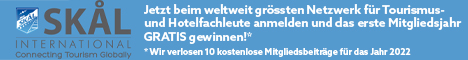 SKÅL
INTERNATIONAL
Connecting Tourism Globally
Jetzt beim weltweit grössten Netzwerk für Tourismus-
und Hotelfachleute anmelden und das erste Mitgliedsjahr
GRATIS gewinnen!*
* Wir verlosen 10 kostenlose Mitgliedsbeiträge für das Jahr 2022